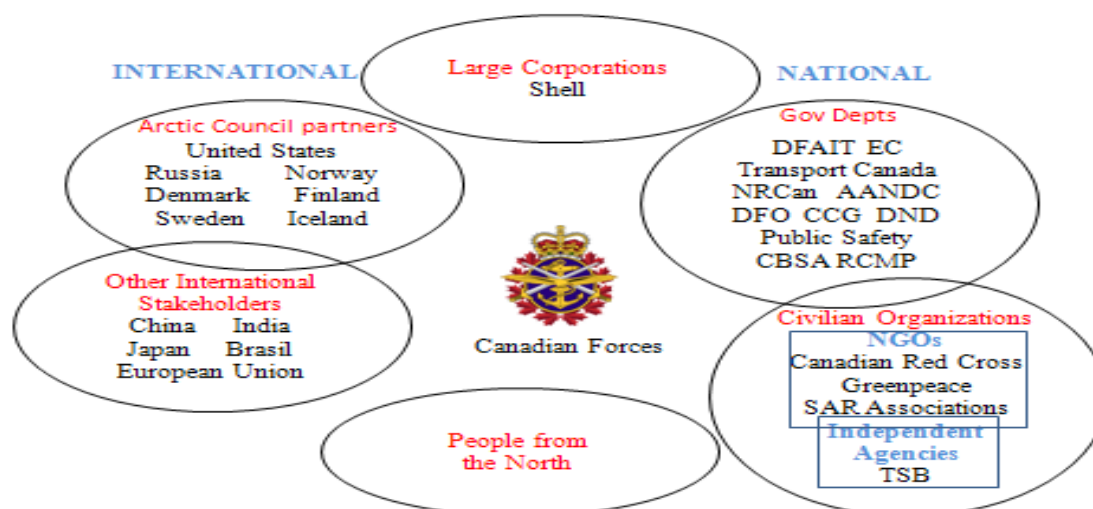 INTERNATIONAL
Large Corporations
Shell
NATIONAL
Arctic Council partners
United States
Russia Norway
Denmark Finland
Sweden Iceland
Gov Depts
DFAIT EC
Transport Canada
NRCan AANDC
DFO CCG DND
Public Safety
CBSA RCMP
Other International
Stakeholders
China India
Japan Brasil
European Union
Canadian Forces
Civilian Organizations
NGOs
Canadian Red Cross
Greenpeace
SAR Associations
Independent
Agencies
TSB
People from
the North